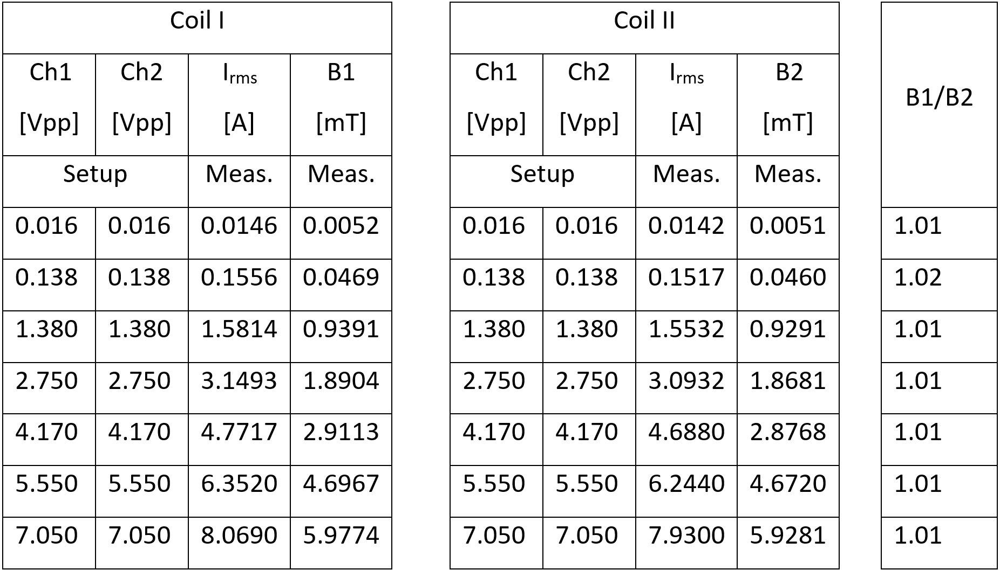 Coil I Coil II B1/B2
Ch1 Ch2 Irms B1 Ch1 Ch2 Irms B2
[Vpp] [Vpp] [A] [mT] [Vpp] [Vpp] [A] [mT]
Setup Meas. Meas. Setup Meas. Meas.
0.016 0.016 0.0146 0.0052 0.016 0.016 0.0142 0.0051 1.01
0.138 0.138 0.1556 0.0469 0.138 0.138 0.1517 0.0460 1.02
1.380 1.380 1.5814 0.9391 1.380 1.380 1.5532 0.9291 1.01
2.750 2.750 3.1493 1.8904 2.750 2.750 3.0932 1.8681 1.01
4.170 4.170 4.7717 2.9113 4.170 4.170 4.6880 2.8768 1.01
5.550 5.550 6.3520 4.6967 5.550 5.550 6.2440 4.6720 1.01
7.050 7.050 8.0690 5.9774 7.050 7.050 7.9300 5.9281 1.01